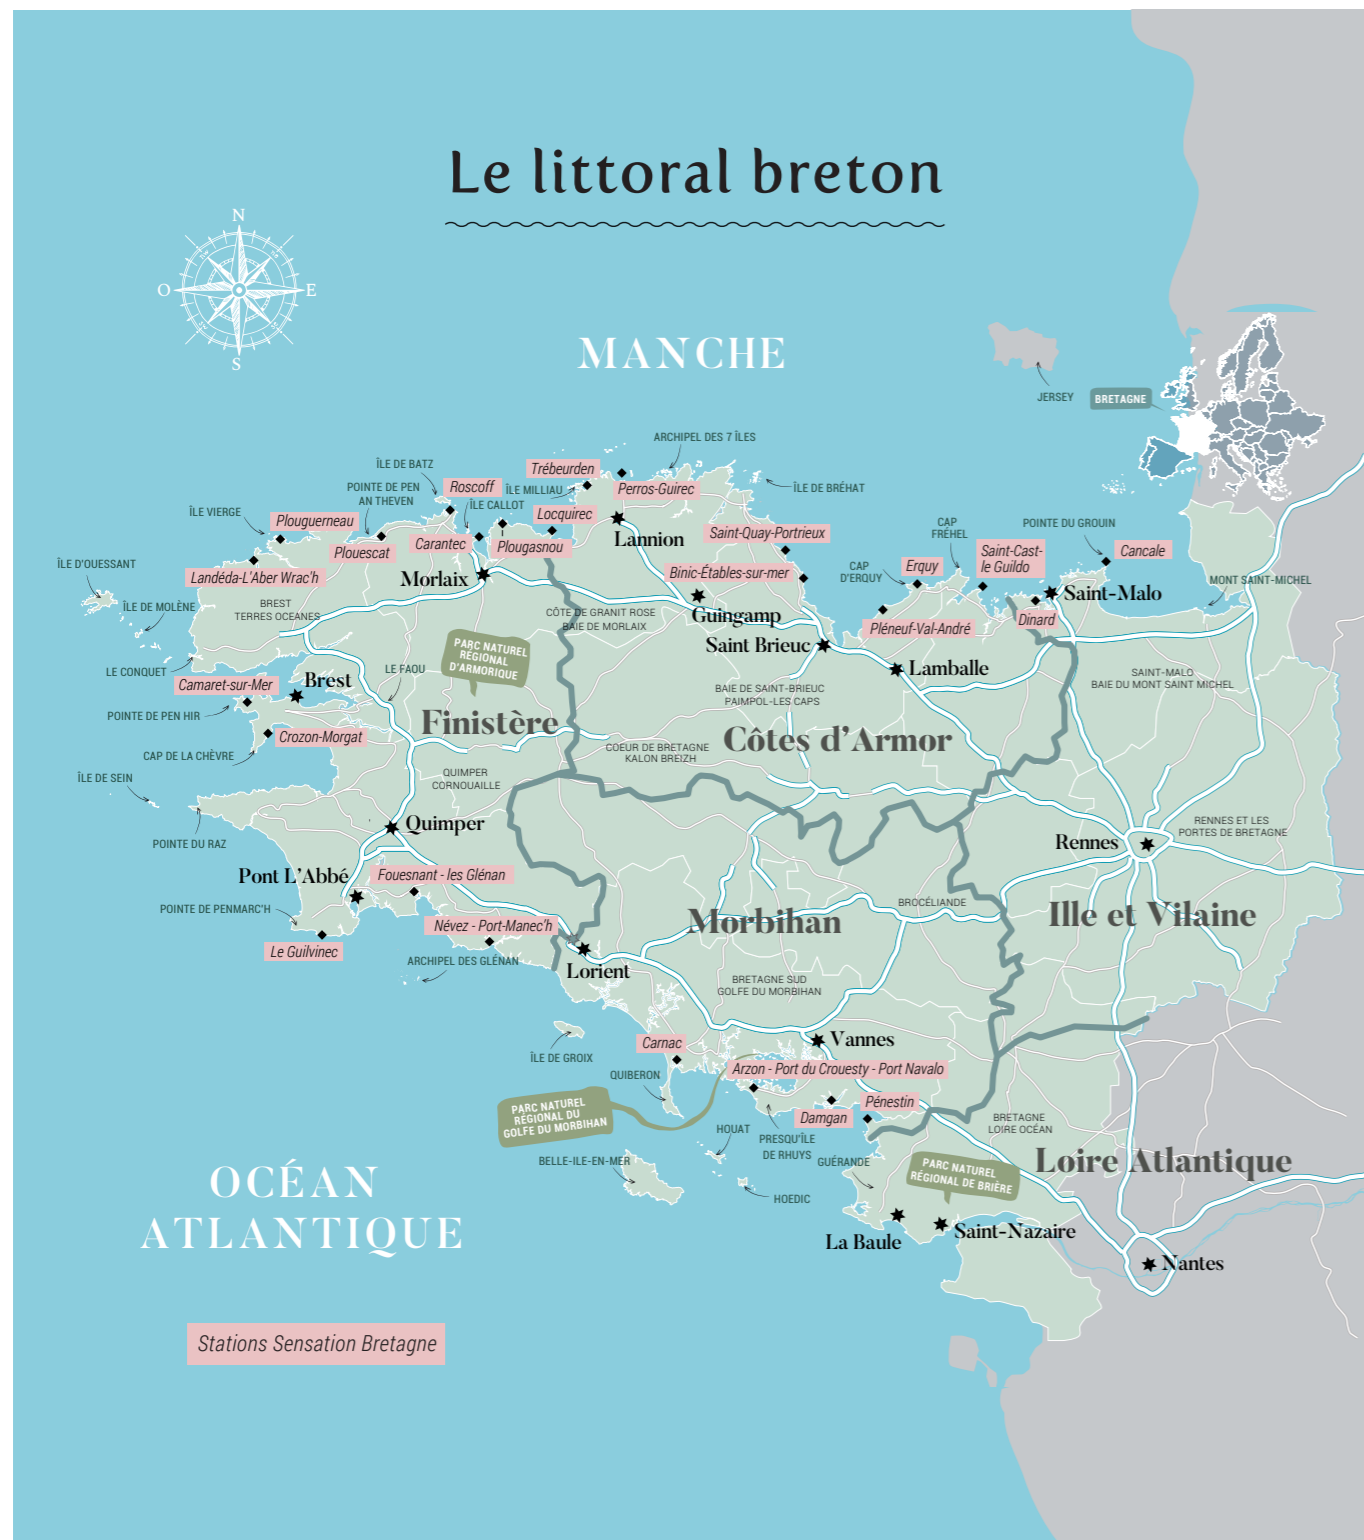 Le littoral breton
N
O
E
S
MANCHE
JERSEY
BRETAGNE
ARCHIPEL DES 7 ÎLES
ÎLE DE BATZ
Trébeurden
POINTE DE PEN
AN THEVEN
Roscoff
ÎLE MILLIAU
Perros-Guirec
ÎLE DE BRÉHAT
ÎLE CALLOT
ÎLE VIERGE
Plouguerneau
Locquirec
Plouescat
Carantec
Plougasnou
Lannion
Saint-Quay-Portrieux
CAP
FRÉHEL
POINTE DU GROUIN
Saint-Cast-
le Guildo
Cancale
ÎLE D'OUESSANT
Landéda-L'Aber Wrac'h
Morlaix
Binic-Étables-sur-mer
CAP
D'ERQUY
Erquy
MONT SAINT-MICHEL
Saint-Malo
ÎLE DE MOLÈNE
BREST
TERRES OCEANES
CÔTE DE GRANIT ROSE
BAIE DE MORLAIX
Guingamp
Pléneuf-Val-André
Dinard
PARC NATUREL
RÉGIONAL
D'ARMORIQUE
Saint Brieuc
Lamballe
LE CONQUET
LE FAOU
Camaret-sur-Mer
Brest
SAINT-MALO
BAIE DU MONT SAINT MICHEL
BAIE DE SAINT-BRIEUC
PAIMPOL-LES CAPS
POINTE DE PEN HIR
Finistère
Côtes d'Armor
Crozon-Morgat
CAP DE LA CHÈVRE
COEUR DE BRETAGNE
KALON BREIZH
ÎLE DE SEIN
QUIMPER
CORNOUAILLE
Quimper
RENNES ET LES
PORTES DE BRETAGNE
POINTE DU RAZ
Rennes
Pont L'Abbé
Fouesnant - les Glénan
BROCÉLIANDE
POINTE DE PENMARC'H
Morbihan
Ille et Vilaine
Névez - Port-Manec'h
Le Guilvinec
ARCHIPEL DES GLÉNAN
Lorient
BRETAGNE SUD
GOLFE DU MORBIHAN
ÎLE DE GROIX
Carnac
Vannes
QUIBERON
Arzon - Port du Crouesty - Port Navalo
PARC NATUREL
RÉGIONAL DU
GOLFE DU MORBIHAN
Damgan
Pénestin
HOUAT
PRESQU'ÎLE
DE RHUYS
BRETAGNE
LOIRE OCÉAN
BELLE-ILE-EN-MER
GUÉRANDE
Loire Atlantique
PARC NATUREL
RÉGIONAL DE BRIÈRE
HOEDIC
OCÉAN
ATLANTIQUE
La Baule
Saint-Nazaire
Nantes
Stations Sensation Bretagne